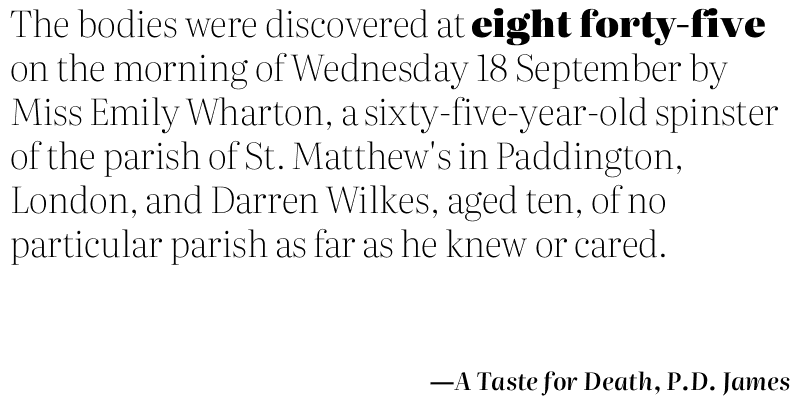 The bodies were discovered at eight forty-five
on the morning of Wednesday 18 September by
Miss Emily Wharton, a sixty-five-year-old spinster
of the parish of St. Matthew's in Paddington,
London, and Darren Wilkes, aged ten, of no
particular parish as far as he knew or cared.
—A Taste for Death, P.D. James